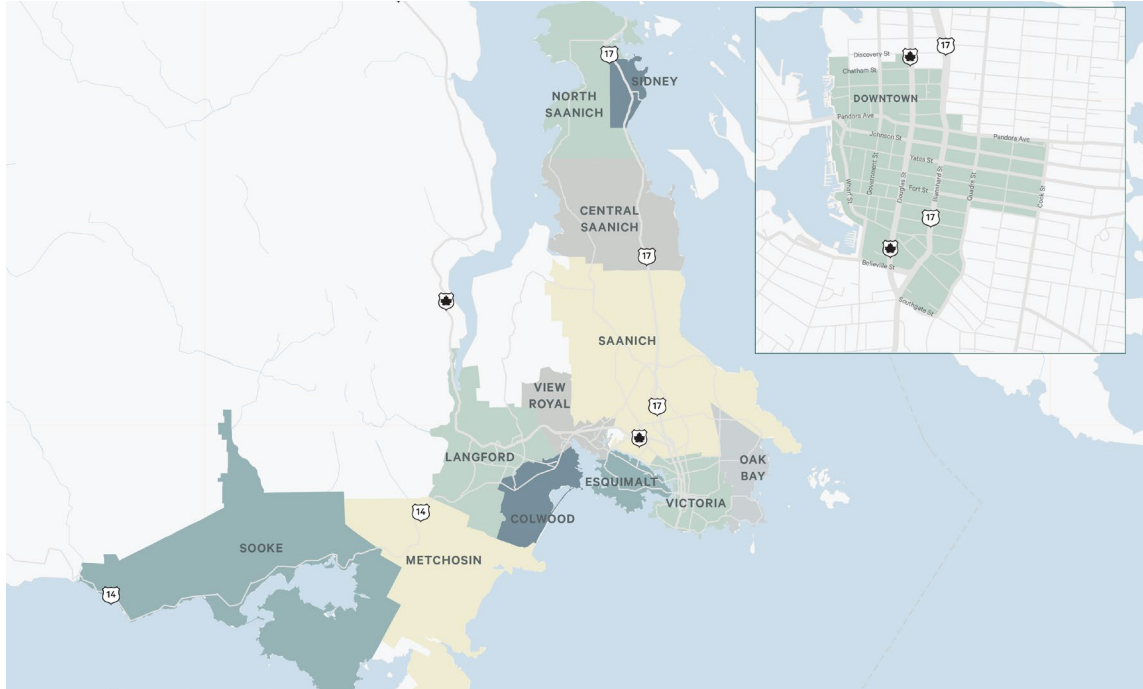 17
SIDNEY
NORTH
SAANICH
CENTRAL
SAANICH
17
SAANICH
VIEW
ROYAL
17
LANGFORD
OAK
BAY
ESQUIMALT
VICTORIA
14
COLWOOD
SOOKE
METCHOSIN
14
17
Discovery St
Chatham St
DOWNTOWN
Pandora Ave
Johnson St
Pandora Ave
Yates St
Fort St
Wharf St
Government St
Douglas St
Blanshard St
Quadra St
Cook St
17
Belleville St
Southgate St